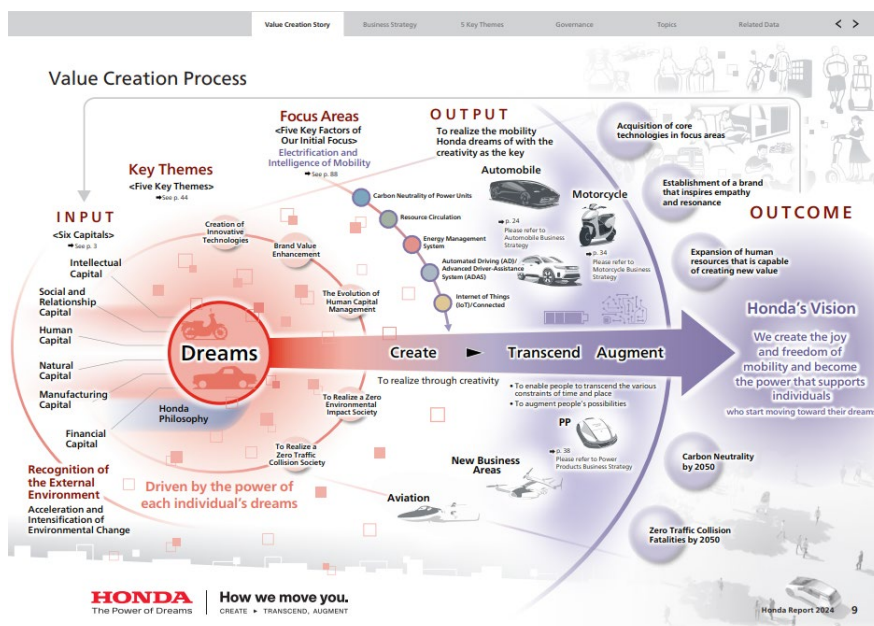 Value Creation Story
Business Strategy
5 Key Themes
Governance
Topics
Related Data
Value Creation Process
INPUT
<Six Capitals>
➡See p. 3
Intellectual
Capital
Social and
Relationship
Capital
Human
Capital
Natural
Capital
Manufacturing
Capital
Financial
Capital
Recognition of
the External
Environment
Acceleration and
Intensification of
Environmental Change
Key Themes
<Five Key Themes>
➡See p. 44
Creation of
Innovative
Technologies
Brand Value
Enhancement
The Evolution of
Human Capital
Management
To Realize a Zero
Environmental
Impact Society
To Realize a
Zero Traffic
Collision Society
Dreams
Honda
Philosophy
Driven by the power of
each individual's dreams
Focus Areas
<Five Key Factors of
Our Initial Focus>
Electrification and
Intelligence of Mobility
➡See p. 88
Carbon Neutrality of Power Units
Resource Circulation
Energy Management
System
Automated Driving (AD)/
Advanced Driver-Assistance
System (ADAS)
Internet of Things
(IoT)/Connected
OUTPUT
To realize the mobility
Honda dreams of with the
creativity as the key
Automobile
➡p. 24
Please refer to
Automobile Business
Strategy
Motorcycle
➡p. 34
Please refer to
Motorcycle Business
Strategy
Create ► Transcend Augment
To realize through creativity
• To enable people to transcend the various
constraints of time and place
• To augment people's possibilities
PP
➡p. 38
Please refer to Power
Products Business Strategy
New Business
Areas
Aviation
Acquisition of core
technologies in focus areas
Establishment of a brand
that inspires empathy
and resonance
Expansion of human
resources that is capable
of creating new value
OUTCOME
Honda's Vision
We create the joy
and freedom of
mobility and become
the power that supports
individuals
who start moving toward their dreams
Carbon Neutrality
by 2050
Zero Traffic Collision
Fatalities by 2050
HONDA
The Power of Dreams
How we move you.
CREATE ► TRANSCEND, AUGMENT
Honda Report 2024 9